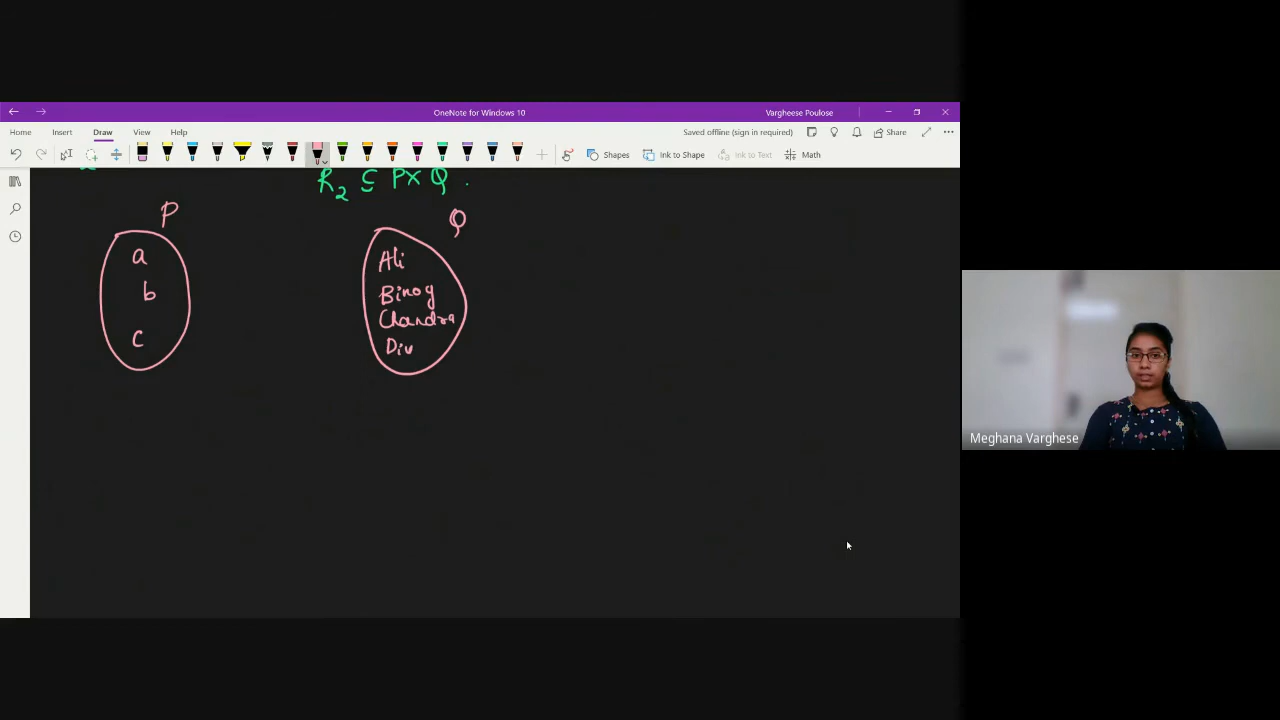 OneNote for Windows 10
Vargheese Poulose
Home Insert Draw View Help
Saved offline (sign in required) Share
Shapes Ink to Shape Ink to Text Math
R2 ⊆ P×Q .
P
Q
a
b
c
Ali
Binoy
Chandra
Div
Meghana Varghese